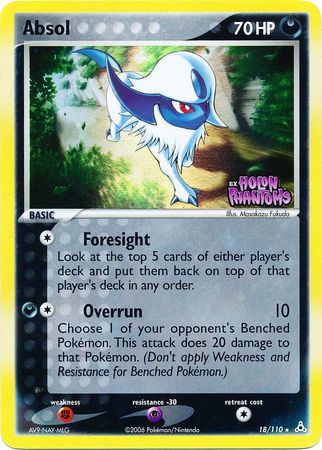 Absol
70 HP
EX
HOLON
PHANTOMS
Illus. Masakazu Fukuda
BASIC
Foresight
Look at the top 5 cards of either player's
deck and put them back on top of that
player's deck in any order.
Overrun 10
Choose 1 of your opponent's Benched
Pokémon. This attack does 20 damage to
that Pokémon. (Don't apply Weakness and
Resistance for Benched Pokémon.)
weakness resistance -30 retreat cost
AV9-NAY-MLG ©2006 Pokémon/Nintendo 18/110 ★